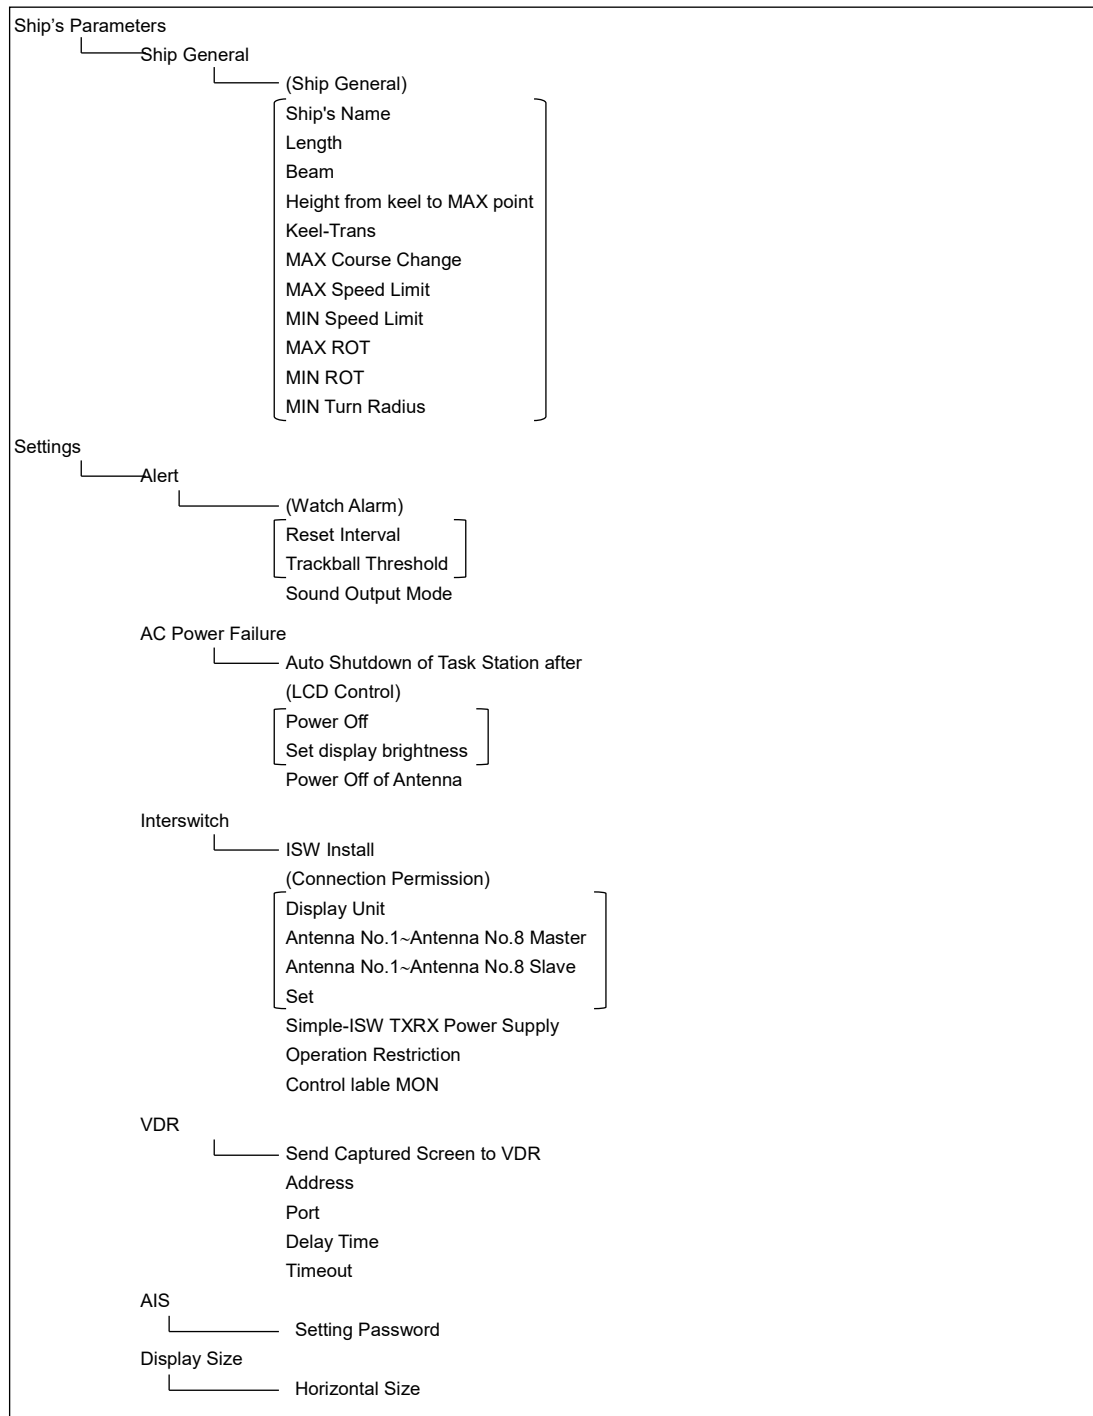 Ship’s Parameters
Ship General
(Ship General)
Ship's Name
Length
Beam
Height from keel to MAX point
Keel-Trans
MAX Course Change
MAX Speed Limit
MIN Speed Limit
MAX ROT
MIN ROT
MIN Turn Radius
Settings
Alert
(Watch Alarm)
Reset Interval
Trackball Threshold
Sound Output Mode
AC Power Failure
Auto Shutdown of Task Station after
(LCD Control)
Power Off
Set display brightness
Power Off of Antenna
Interswitch
ISW Install
(Connection Permission)
Display Unit
Antenna No.1~Antenna No.8 Master
Antenna No.1~Antenna No.8 Slave
Set
Simple-ISW TXRX Power Supply
Operation Restriction
Control lable MON
VDR
Send Captured Screen to VDR
Address
Port
Delay Time
Timeout
AIS
Setting Password
Display Size
Horizontal Size